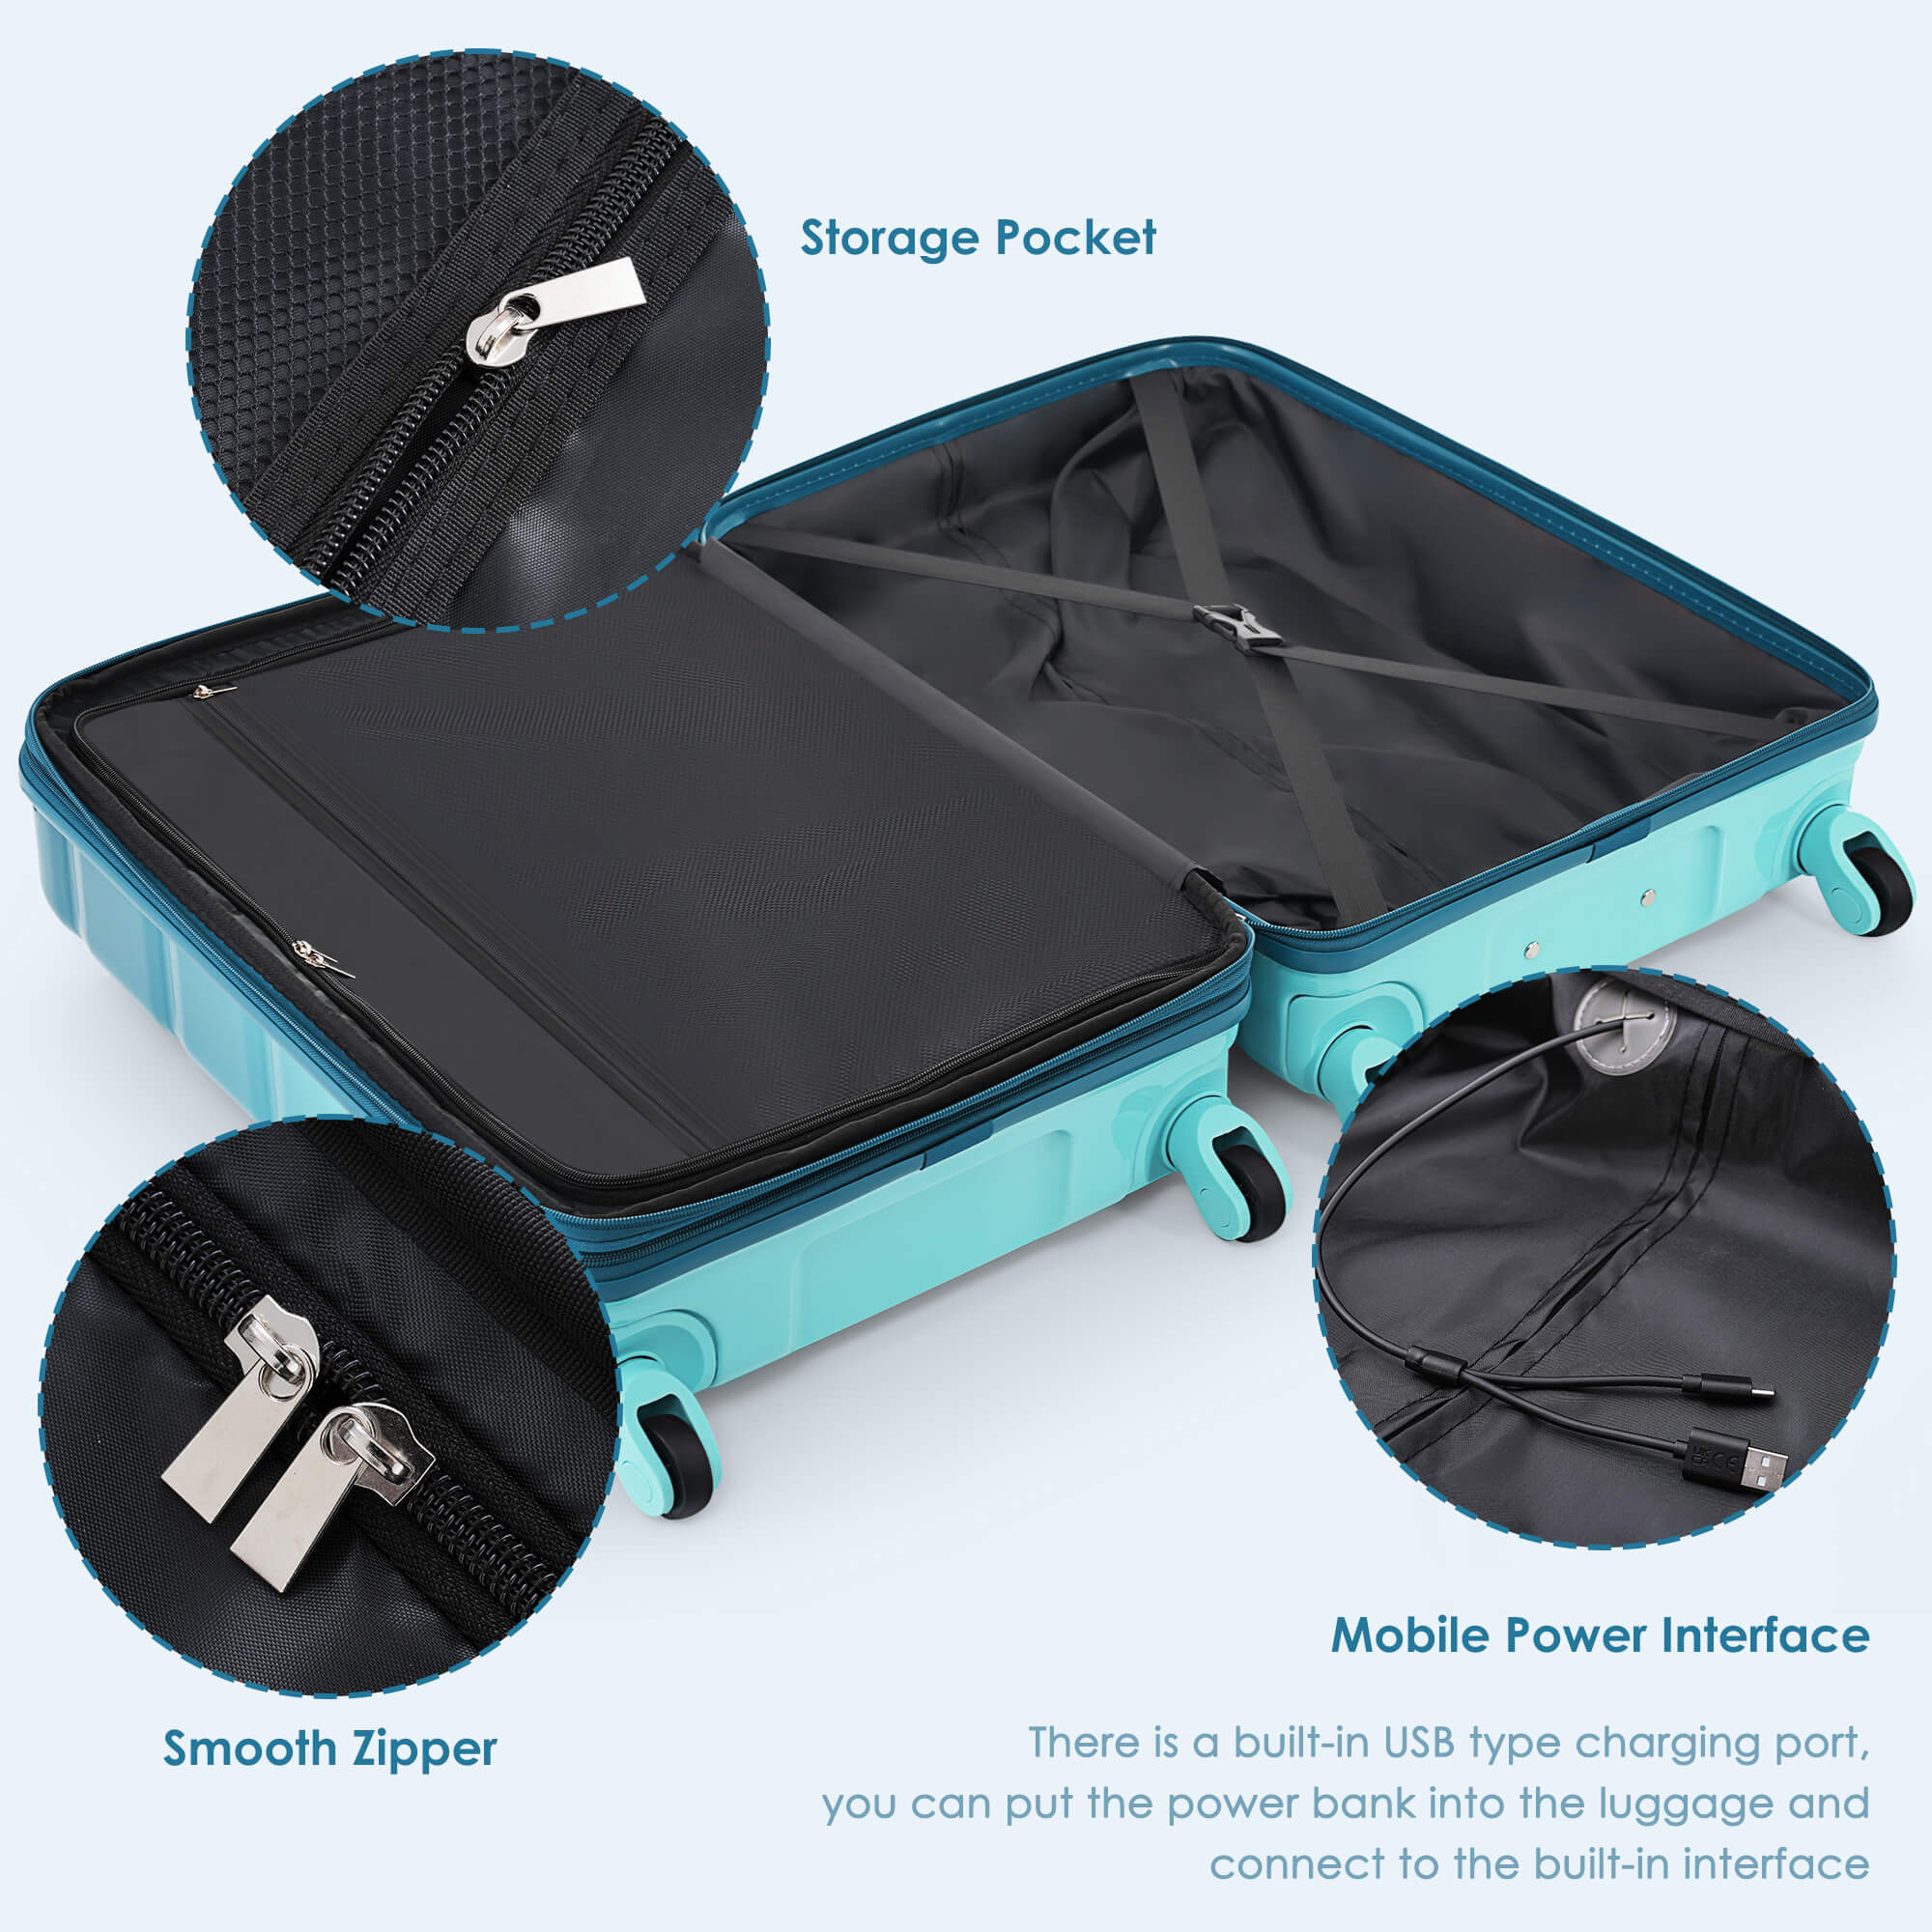 Storage Pocket
Smooth Zipper
Mobile Power Interface
There is a built-in USB type charging port,
you can put the power bank into the luggage and
connect to the built-in interface